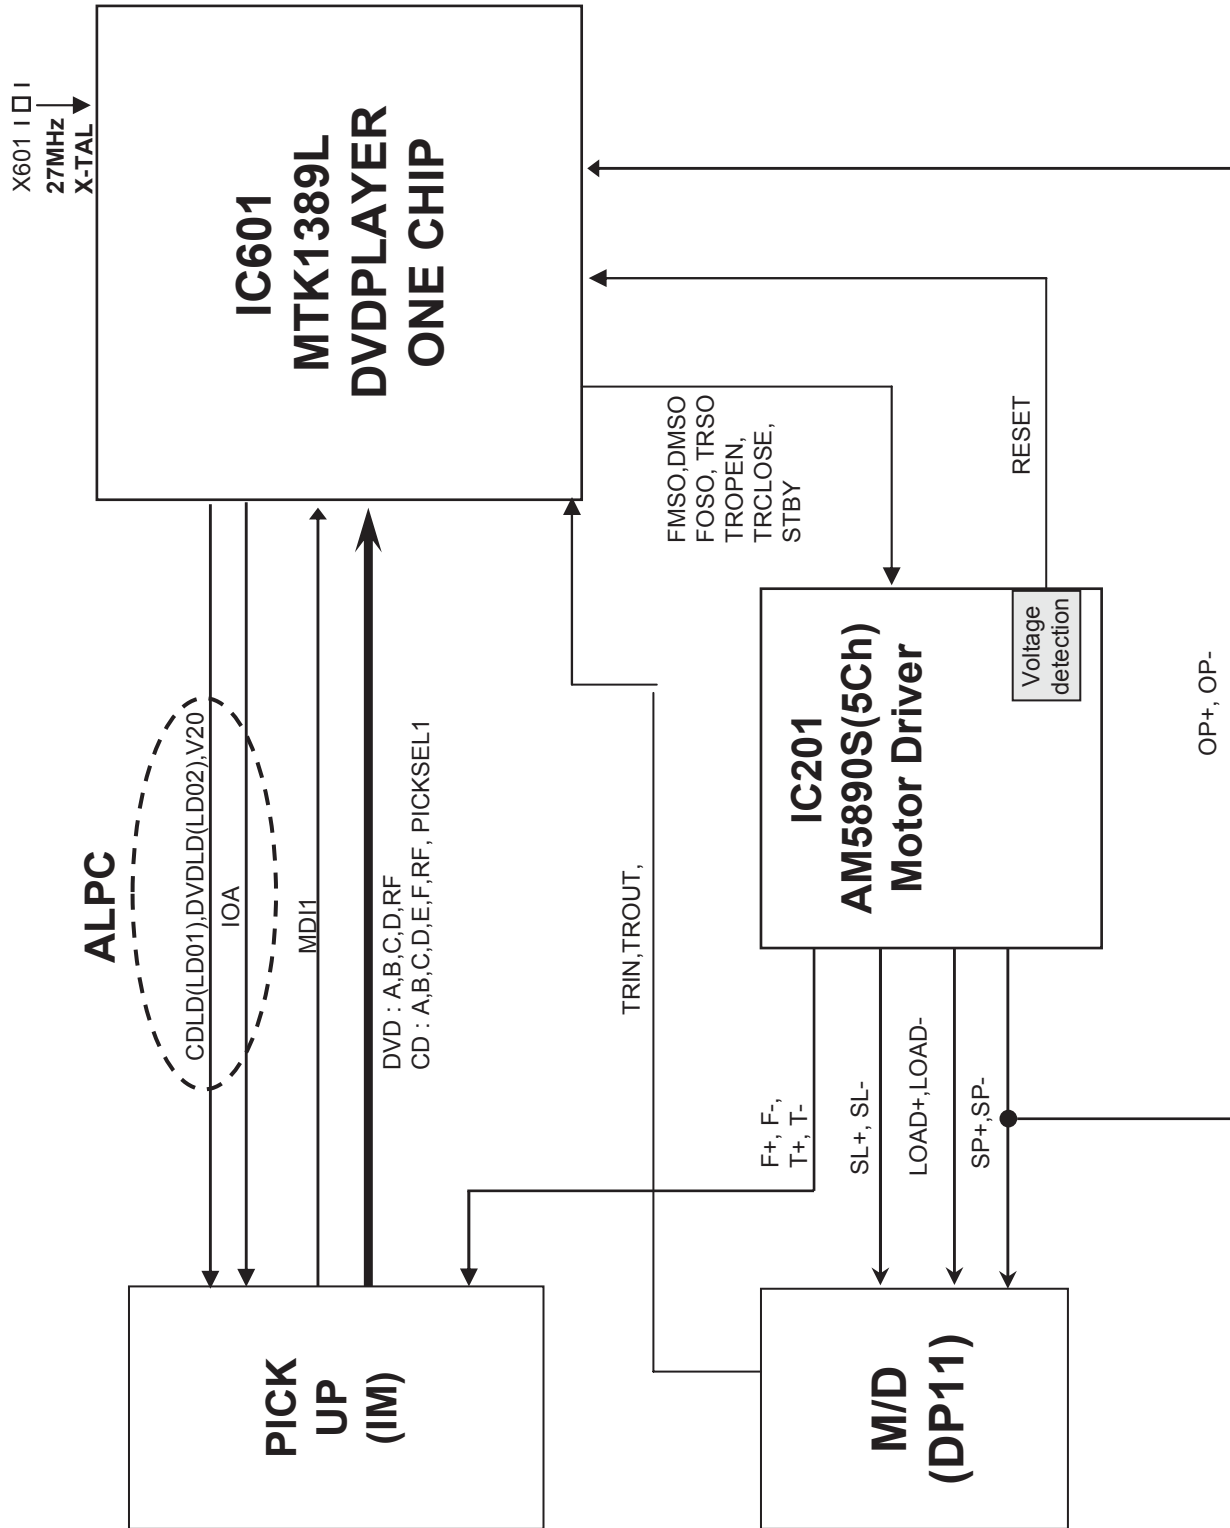 X601
27MHz
X-TAL
IC601
MTK1389L
DVDPLAYER
ONE CHIP
ALPC
CDLD(LD01),DVDLD(LD02),V20
IOA
MDI1
DVD : A,B,C,D,RF
CD : A,B,C,D,E,F,RF, PICKSEL1
PICK
UP
(IM)
TRIN,TROUT,
FMSO,DMSO
FOSO, TRSO
TROPEN,
TRCLOSE,
STBY
RESET
IC201
AM5890S(5Ch)
Motor Driver
Voltage
detection
F+, F-,
T+, T-
SL+, SL-
LOAD+,LOAD-
SP+,SP-
OP+, OP-
M/D
(DP11)